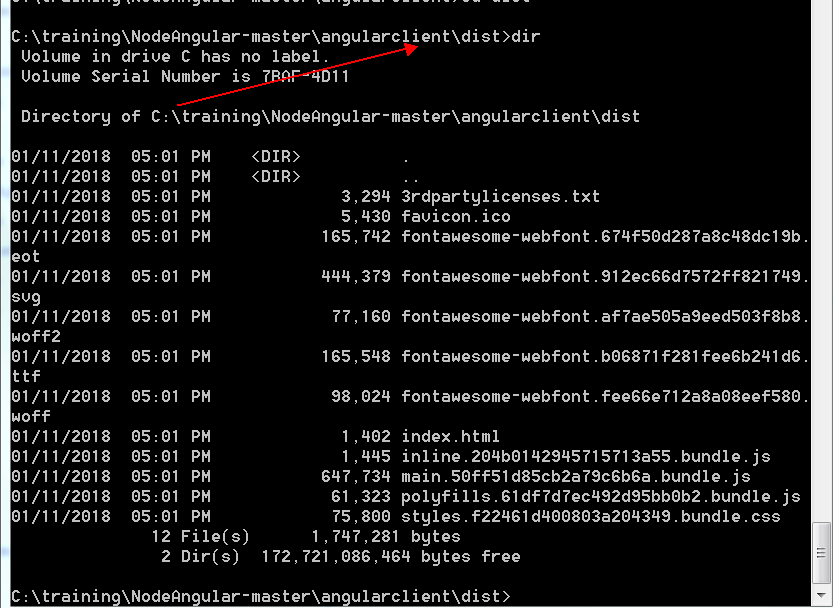 C:\training\NodeAngular-master\angularclient\dist>dir
Volume in drive C has no label.
Volume Serial Number is 7BAF-4D11
Directory of C:\training\NodeAngular-master\angularclient\dist
01/11/2018  05:01 PM    <DIR>          .
01/11/2018  05:01 PM    <DIR>          ..
01/11/2018  05:01 PM             3,294 3rdpartylicenses.txt
01/11/2018  05:01 PM             5,430 favicon.ico
01/11/2018  05:01 PM           165,742 fontawesome-webfont.674f50d287a8c48dc19b.
eot
01/11/2018  05:01 PM           444,379 fontawesome-webfont.912ec66d7572ff821749.
svg
01/11/2018  05:01 PM            77,160 fontawesome-webfont.af7ae505a9eed503f8b8.
woff2
01/11/2018  05:01 PM           165,548 fontawesome-webfont.b06871f281fee6b241d6.
ttf
01/11/2018  05:01 PM            98,024 fontawesome-webfont.fee66e712a8a08eef580.
woff
01/11/2018  05:01 PM             1,402 index.html
01/11/2018  05:01 PM             1,445 inline.204b0142945715713a55.bundle.js
01/11/2018  05:01 PM           647,734 main.50ff51d85cb2a79c6b6a.bundle.js
01/11/2018  05:01 PM            61,323 polyfills.61df7d7ec492d95bb0b2.bundle.js
01/11/2018  05:01 PM            75,800 styles.f22461d400803a204349.bundle.css
12 File(s)      1,747,281 bytes
2 Dir(s)  172,721,086,464 bytes free
C:\training\NodeAngular-master\angularclient\dist>